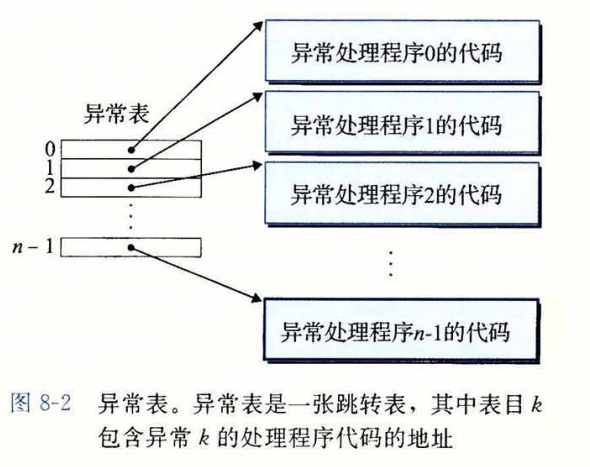 异常处理程序0的代码
异常表
异常处理程序1的代码
0
1
2
异常处理程序2的代码
n-1
异常处理程序n-1的代码
图 8-2 异常表。异常表是一张跳转表，其中表目 k
包含异常 k 的处理程序代码的地址